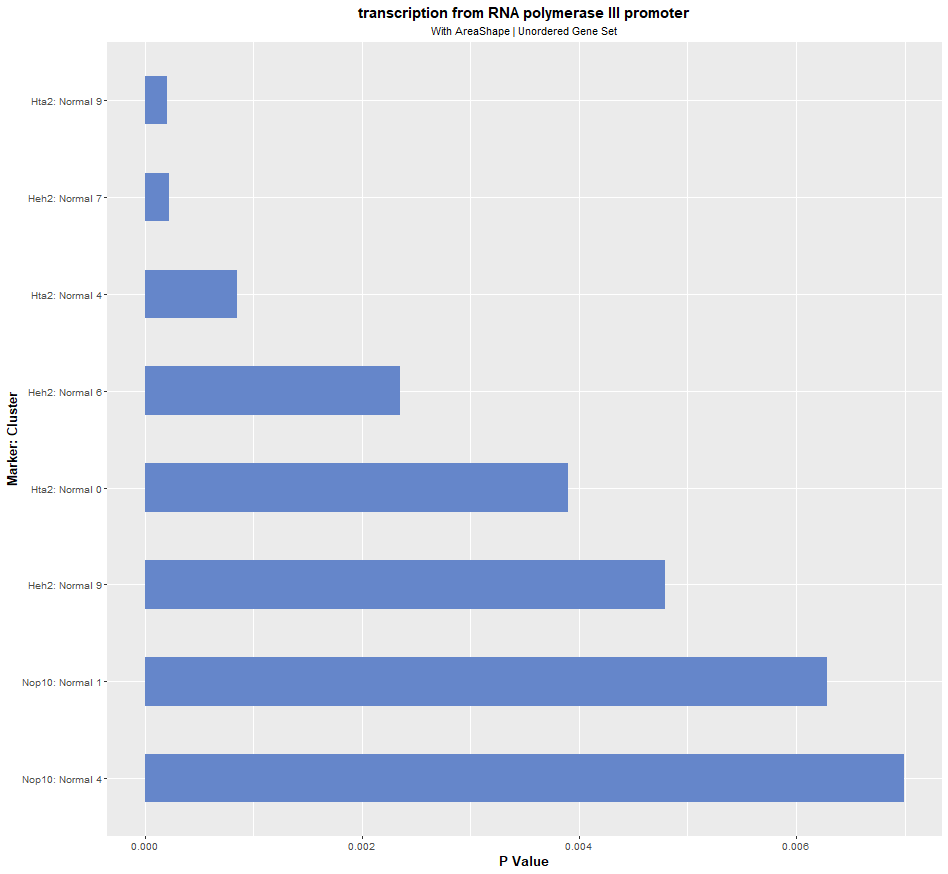 transcription from RNA polymerase III promoter
With AreaShape | Unordered Gene Set
Hta2: Normal 9
Heh2: Normal 7
Hta2: Normal 4
Heh2: Normal 6
Hta2: Normal 0
Heh2: Normal 9
Nop10: Normal 1
Nop10: Normal 4
Marker: Cluster
0.000 0.002 0.004 0.006
P Value